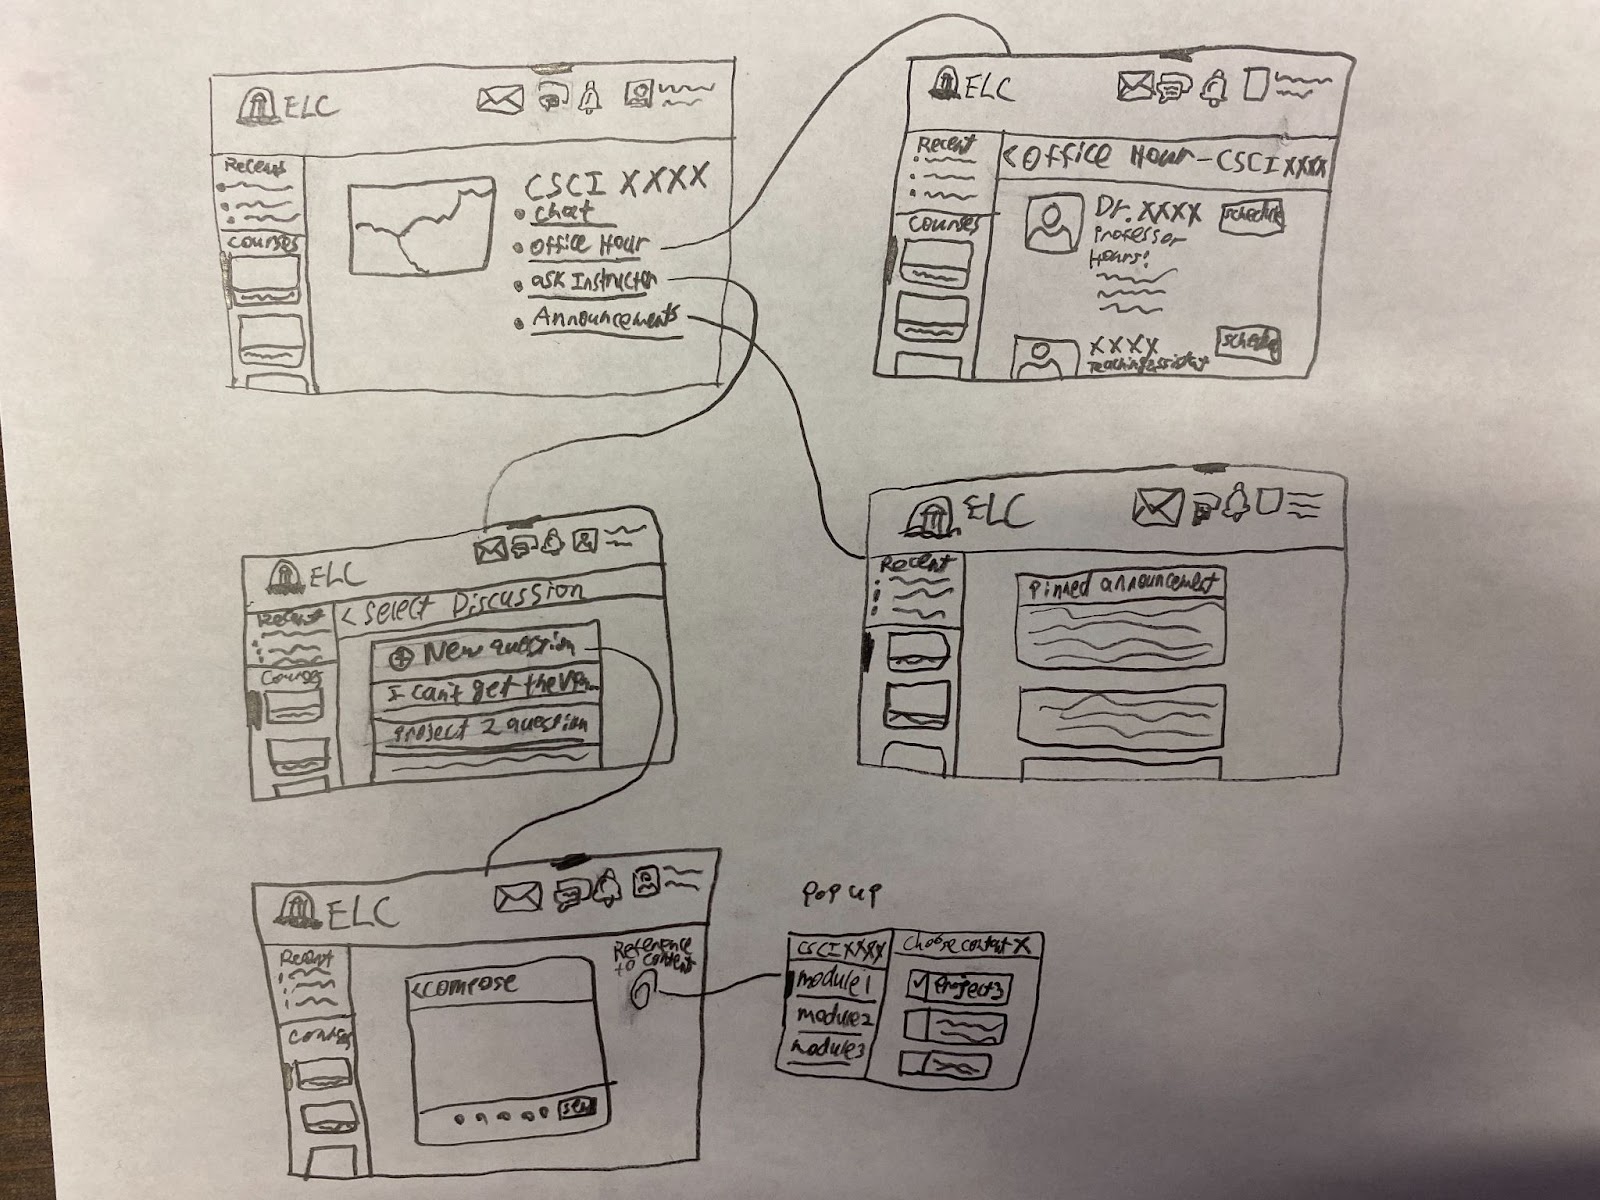 ELC
Recents
Courses
CSCI XXXX
Chat
Office Hour
ask Instructor
Announcements
ELC
Recent
Courses
< Office Hour - CSCI XXXX
Dr. XXXX
Professor
Hours:
Schedule
XXXX
Teaching assistant
Schedule
ELC
Recent
Courses
< Select Discussion
New question
I can't get the
Project 2 question
ELC
Recent
Pinned announcement
ELC
Recent
Courses
< compose
Reference
to content
Pop up
CSCI XXXX
module 1
module 2
module 3
Choose content X
Project 3